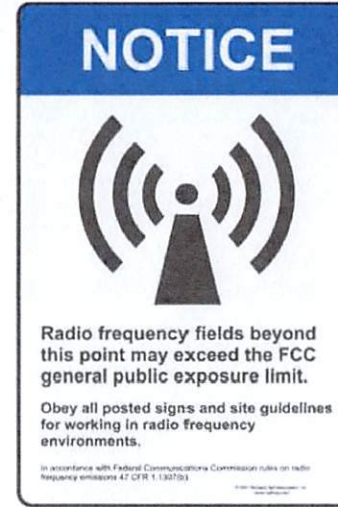 NOTICE
Radio frequency fields beyond
this point may exceed the FCC
general public exposure limit.
Obey all posted signs and site guidelines
for working in radio frequency
environments.
In accordance with Federal Communications Commission rules on radio
frequency emissions 47 CFR 1.1307(b)